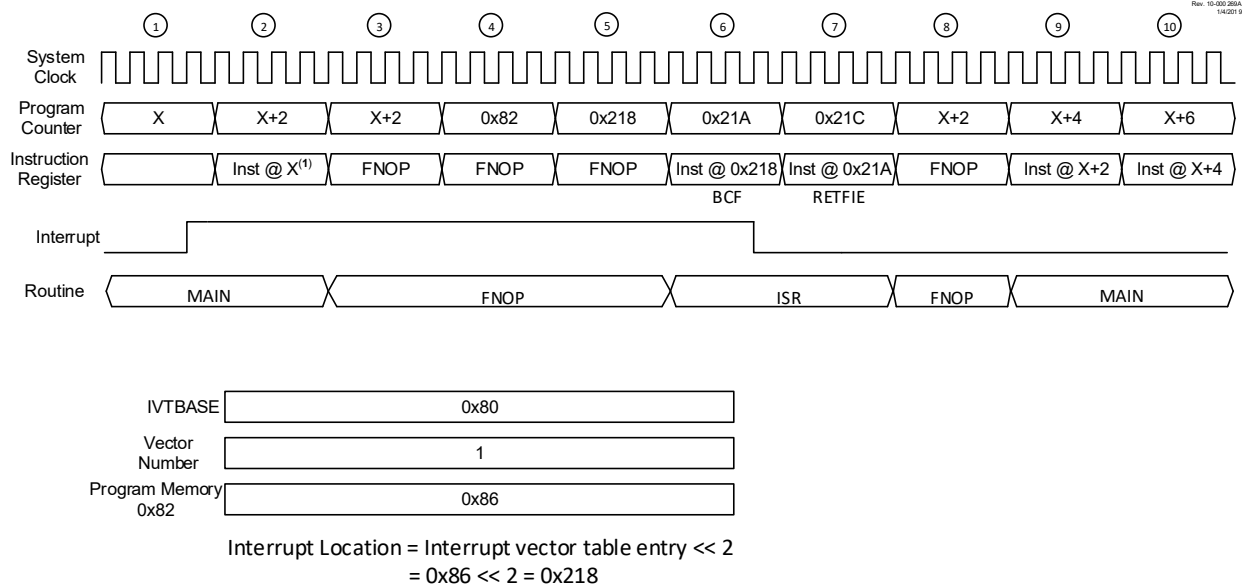 Rev. 10-000 269A
1/4/2019
1 2 3 4 5 6 7 8 9 10
System
Clock
Program
Counter
X X+2 X+2 0x82 0x218 0x21A 0x21C X+2 X+4 X+6
Instruction
Register
Inst @ X(1) FNOP FNOP FNOP Inst @ 0x218 Inst @ 0x21A FNOP Inst @ X+2 Inst @ X+4
BCF RETFIE
Interrupt
Routine
MAIN FNOP ISR FNOP MAIN
IVTBASE 0x80
Vector
Number
1
Program Memory
0x82
0x86
Interrupt Location = Interrupt vector table entry << 2
= 0x86 << 2 = 0x218